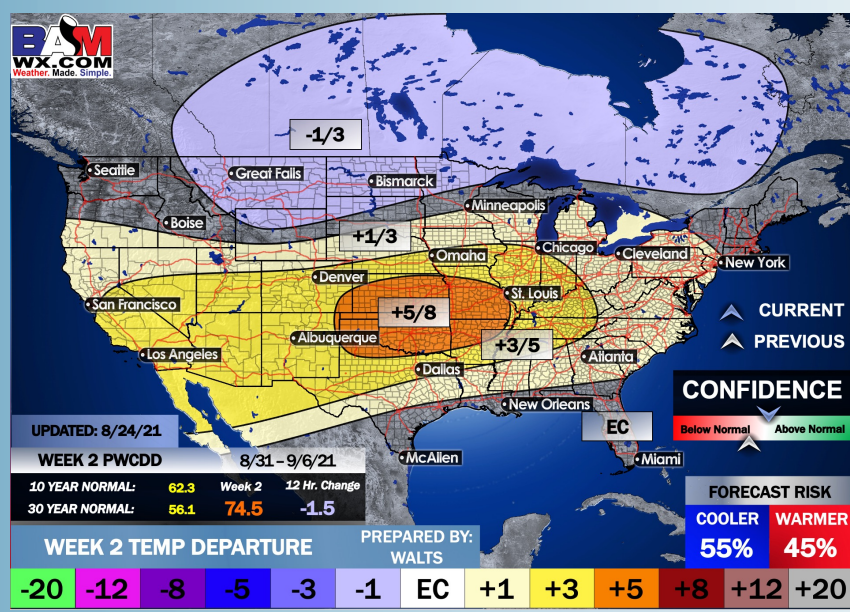 BAM
WX.COM
Weather. Made. Simple.
-1/3
Seattle
Great Falls
Bismarck
Minneapolis
Boise
+1/3
Omaha
Chicago
Cleveland
New York
Denver
San Francisco
+5/8
St. Louis
CURRENT
Albuquerque
+3/5
PREVIOUS
Los Angeles
Atlanta
Dallas
CONFIDENCE
New Orleans
Below Normal
Above Normal
EC
UPDATED: 8/24/21
WEEK 2 PWCDD 8/31 - 9/6/21
McAllen
Miami
10 YEAR NORMAL: 62.3 Week 2 12 Hr. Change
30 YEAR NORMAL: 56.1 74.5 -1.5
FORECAST RISK
COOLER WARMER
55% 45%
WEEK 2 TEMP DEPARTURE
PREPARED BY:
WALTS
-20 -12 -8 -5 -3 -1 EC +1 +3 +5 +8 +12 +20